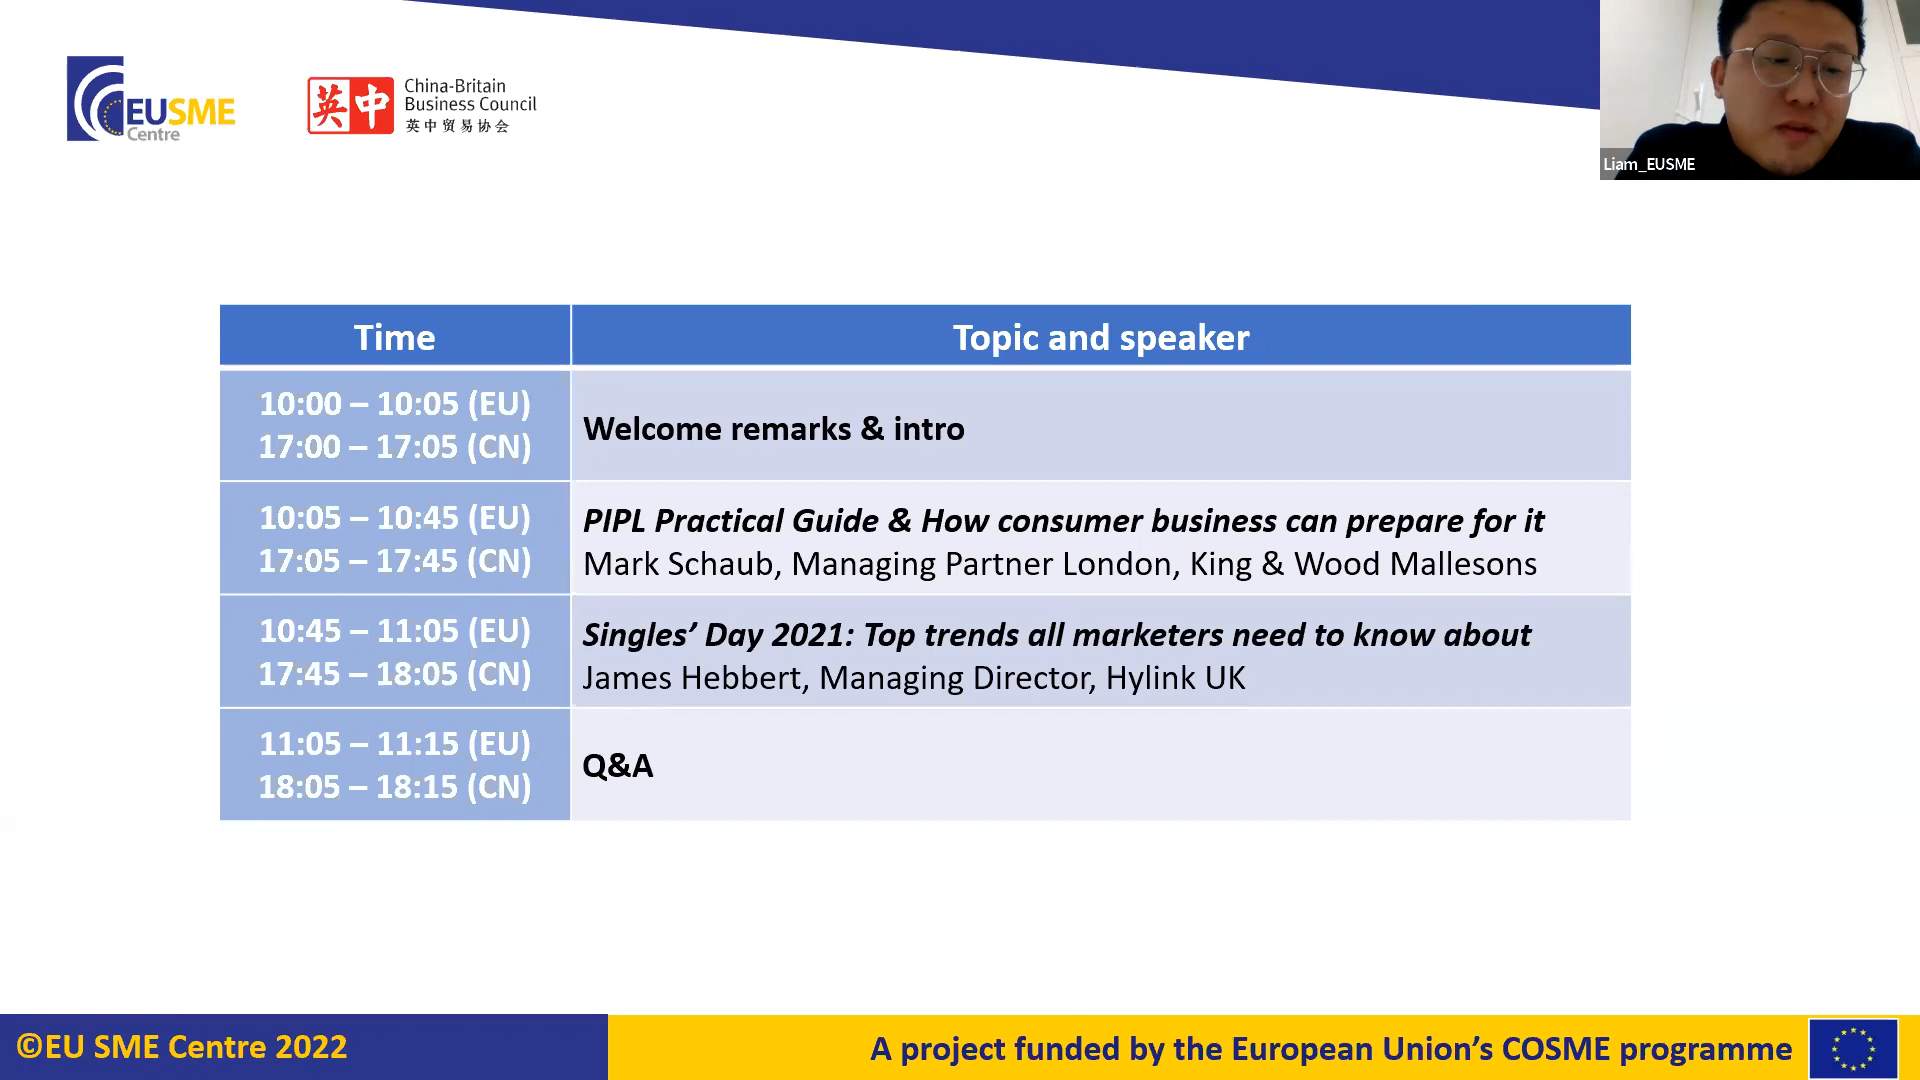 EUSME
Centre
英中
China-Britain
Business Council
英中贸易协会
Liam_EUSME
Time
Topic and speaker
10:00 – 10:05 (EU)
17:00 – 17:05 (CN)
Welcome remarks & intro
10:05 – 10:45 (EU)
17:05 – 17:45 (CN)
PIPL Practical Guide & How consumer business can prepare for it
Mark Schaub, Managing Partner London, King & Wood Mallesons
10:45 – 11:05 (EU)
17:45 – 18:05 (CN)
Singles’ Day 2021: Top trends all marketers need to know about
James Hebbert, Managing Director, Hylink UK
11:05 – 11:15 (EU)
18:05 – 18:15 (CN)
Q&A
©EU SME Centre 2022
A project funded by the European Union’s COSME programme